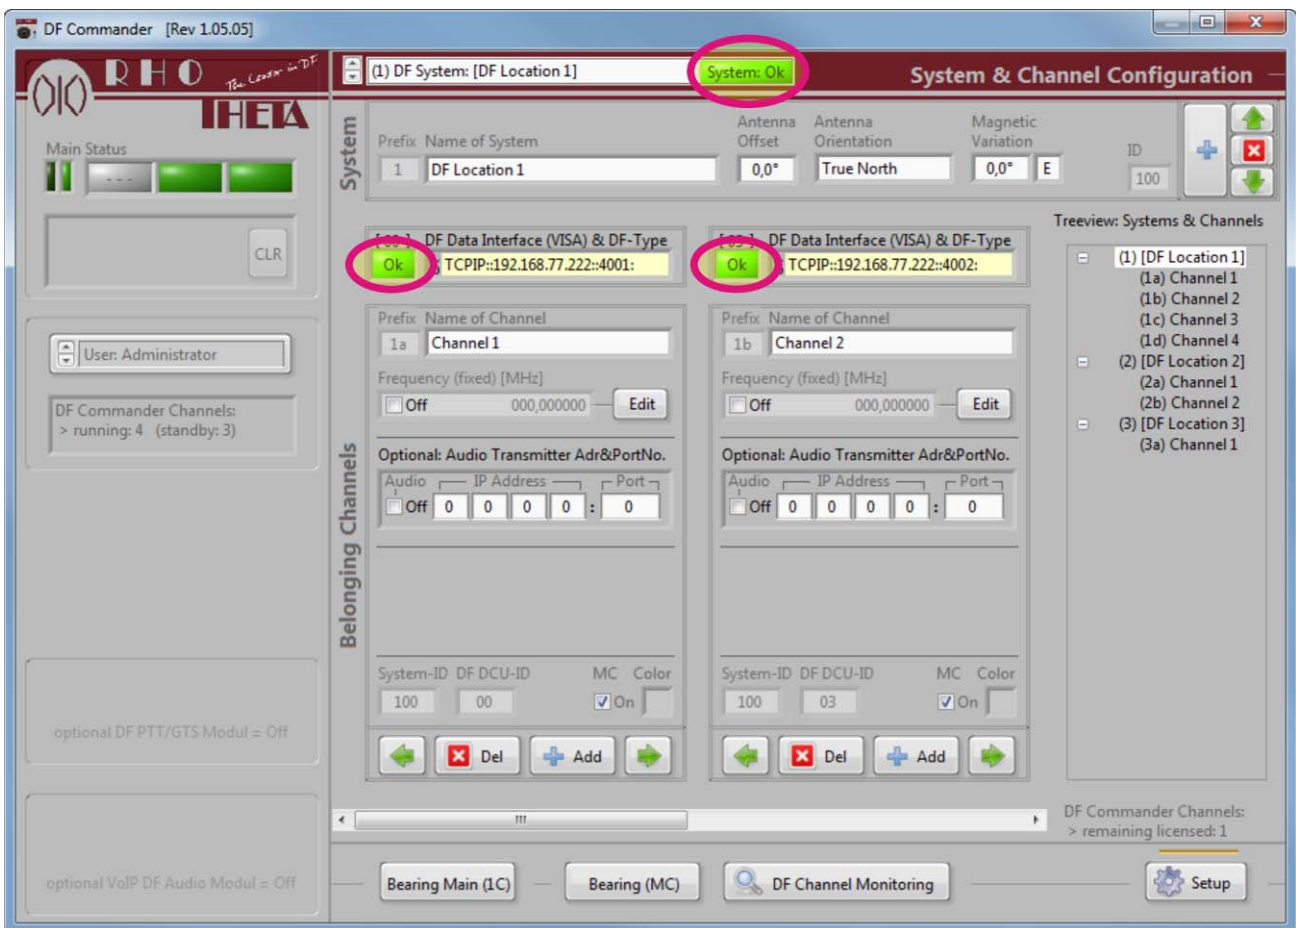 DF Commander [Rev 1.05.05]
RHO
The Leader in DF
THETA
Main Status
---
CLR
User: Administrator
DF Commander Channels:
> running: 4 (standby: 3)
optional DF PTT/GTS Modul = Off
optional VoIP DF Audio Modul = Off
(1) DF System: [DF Location 1]
System: Ok
System & Channel Configuration
System
Prefix Name of System
Antenna Offset
Antenna Orientation
Magnetic Variation
ID
1 DF Location 1 0,0° True North 0,0° E 100
DF Data Interface (VISA) & DF-Type
Ok TCPIP::192.168.77.222::4001:
Belonging Channels
Prefix Name of Channel
1a Channel 1
Frequency (fixed) [MHz]
Off 000,000000 Edit
Optional: Audio Transmitter Adr&PortNo.
Audio IP Address Port
Off 0 0 0 0 : 0
System-ID DF DCU-ID MC Color
100 00 On
Del Add
DF Data Interface (VISA) & DF-Type
Ok TCPIP::192.168.77.222::4002:
Prefix Name of Channel
1b Channel 2
Frequency (fixed) [MHz]
Off 000,000000 Edit
Optional: Audio Transmitter Adr&PortNo.
Audio IP Address Port
Off 0 0 0 0 : 0
System-ID DF DCU-ID MC Color
100 03 On
Del Add
Treeview: Systems & Channels
(1) [DF Location 1]
(1a) Channel 1
(1b) Channel 2
(1c) Channel 3
(1d) Channel 4
(2) [DF Location 2]
(2a) Channel 1
(2b) Channel 2
(3) [DF Location 3]
(3a) Channel 1
DF Commander Channels:
> remaining licensed: 1
Bearing Main (1C)
Bearing (MC)
DF Channel Monitoring
Setup